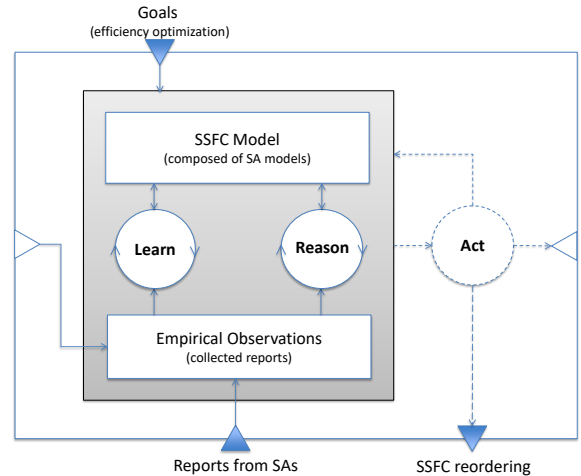 Goals
(efficiency optimization)
SSFC Model
(composed of SA models)
Learn
Reason
Act
Empirical Observations
(collected reports)
Reports from SAs
SSFC reordering